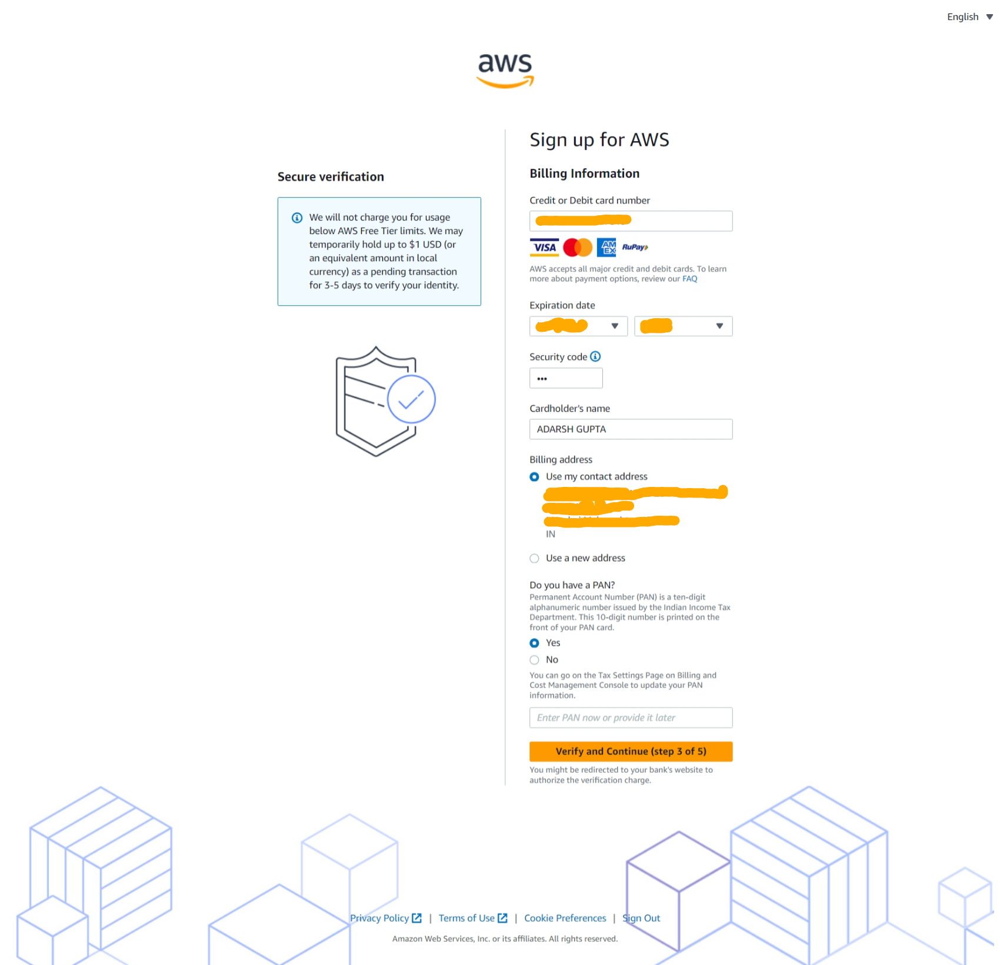 English
aws
Secure verification
We will not charge you for usage
below AWS Free Tier limits. We may
temporarily hold up to $1 USD (or
an equivalent amount in local
currency) as a pending transaction
for 3-5 days to verify your identity.
Sign up for AWS
Billing Information
Credit or Debit card number
VISA AM EX RuPay
AWS accepts all major credit and debit cards. To learn
more about payment options, review our FAQ
Expiration date
Security code
•••
Cardholder's name
ADARSH GUPTA
Billing address
Use my contact address
IN
Use a new address
Do you have a PAN?
Permanent Account Number (PAN) is a ten-digit
alphanumeric number issued by the Indian Income Tax
Department. This 10-digit number is printed on the
front of your PAN card.
Yes
No
You can go on the Tax Settings Page on Billing and
Cost Management Console to update your PAN
information.
Enter PAN now or provide it later
Verify and Continue (step 3 of 5)
You might be redirected to your bank's website to
authorize the verification charge.
Privacy Policy | Terms of Use | Cookie Preferences | Sign Out
Amazon Web Services, Inc. or its affiliates. All rights reserved.